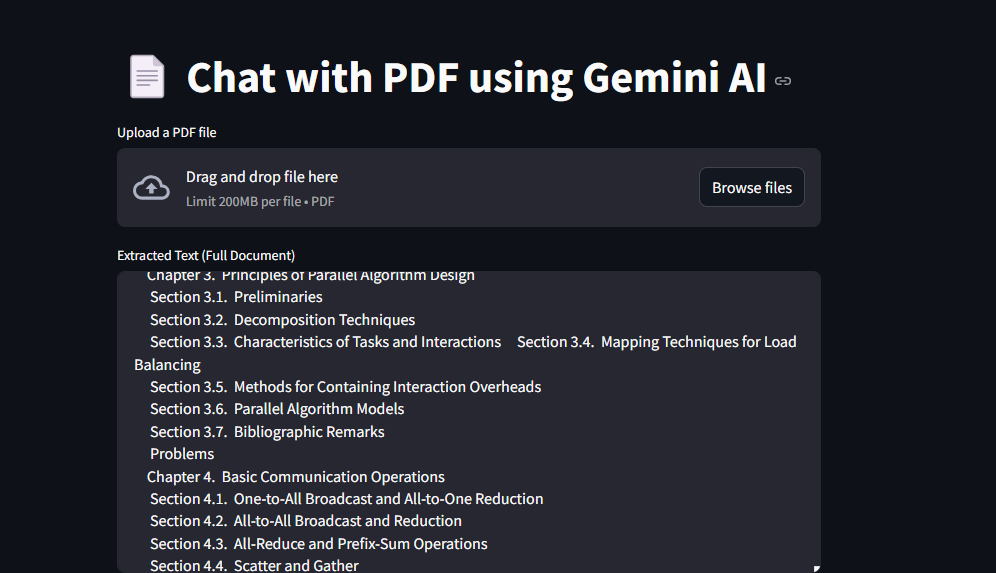 Chat with PDF using Gemini AI
Upload a PDF file
Drag and drop file here
Limit 200MB per file • PDF
Browse files
Extracted Text (Full Document)
Chapter 3. Principles of Parallel Algorithm Design
Section 3.1. Preliminaries
Section 3.2. Decomposition Techniques
Section 3.3. Characteristics of Tasks and Interactions Section 3.4. Mapping Techniques for Load
Balancing
Section 3.5. Methods for Containing Interaction Overheads
Section 3.6. Parallel Algorithm Models
Section 3.7. Bibliographic Remarks
Problems
Chapter 4. Basic Communication Operations
Section 4.1. One-to-All Broadcast and All-to-One Reduction
Section 4.2. All-to-All Broadcast and Reduction
Section 4.3. All-Reduce and Prefix-Sum Operations
Section 4.4. Scatter and Gather